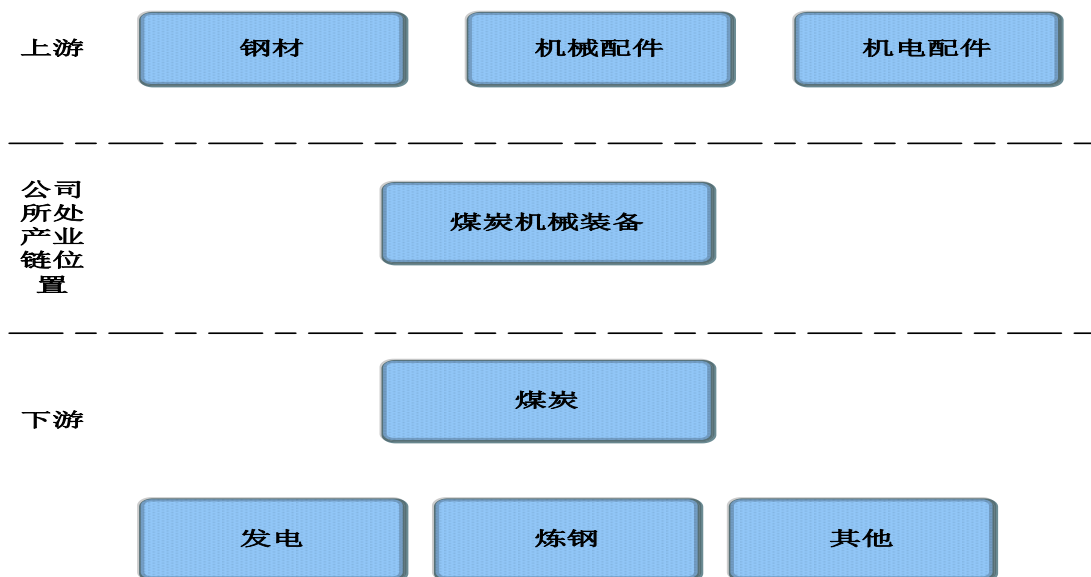 上游
钢材
机械配件
机电配件
公司
所处
产业
链位
置
煤炭机械装备
下游
煤炭
发电
炼钢
其他